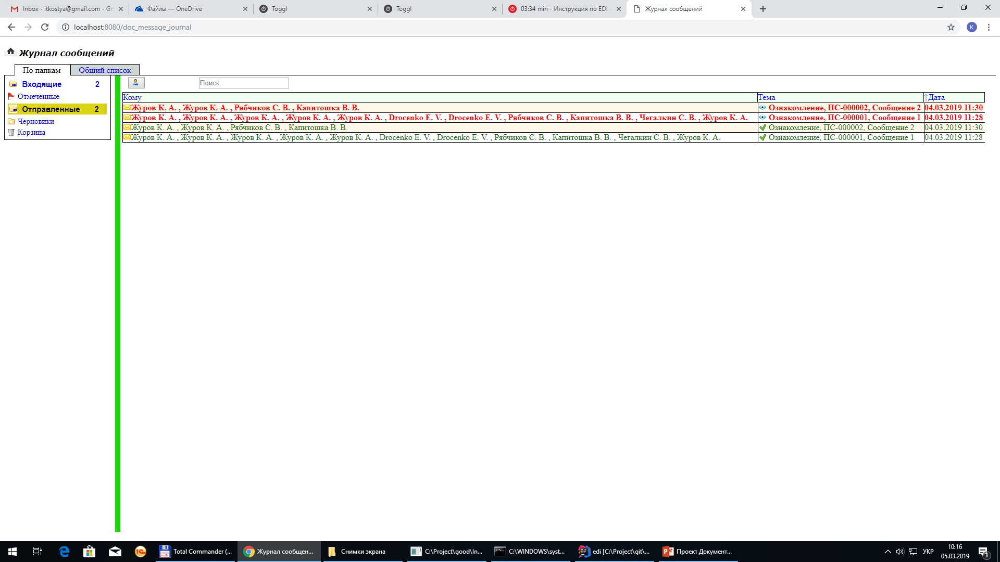 Inbox - itkostya@gmail.com - Gm
Файлы — OneDrive
Toggl
Toggl
03:34 min - Инструкция по EDI -
Журнал сообщений
localhost:8080/doc_message_journal
K
Журнал сообщений
По папкам
Общий список
Входящие 2
Отмеченные
Отправленные 2
Черновики
Корзина
Поиск
Кому Тема ↑Дата
Журов К. А. , Журов К. А. , Рябчиков С. В. , Капитошка В. В. Ознакомление, ПС-000002, Сообщение 2 04.03.2019 11:30
Журов К. А. , Журов К. А. , Журов К. А. , Журов К. А. , Журов К. А. , Drocenko E. V. , Drocenko E. V. , Рябчиков С. В. , Капитошка В. В. , Чегалкин С. В. , Журов К. А. Ознакомление, ПС-000001, Сообщение 1 04.03.2019 11:28
Журов К. А. , Журов К. А. , Рябчиков С. В. , Капитошка В. В. Ознакомление, ПС-000002, Сообщение 2 04.03.2019 11:30
Журов К. А. , Журов К. А. , Журов К. А. , Журов К. А. , Журов К. А. , Drocenko E. V. , Drocenko E. V. , Рябчиков С. В. , Капитошка В. В. , Чегалкин С. В. , Журов К. А. Ознакомление, ПС-000001, Сообщение 1 04.03.2019 11:28
Total Commander (...
Журнал сообщен...
Снимки экрана
C:\Project\good\In...
C:\WINDOWS\syst...
edi [C:\Project\git\...
Проект Документ...
УКР
10:16
05.03.2019
1